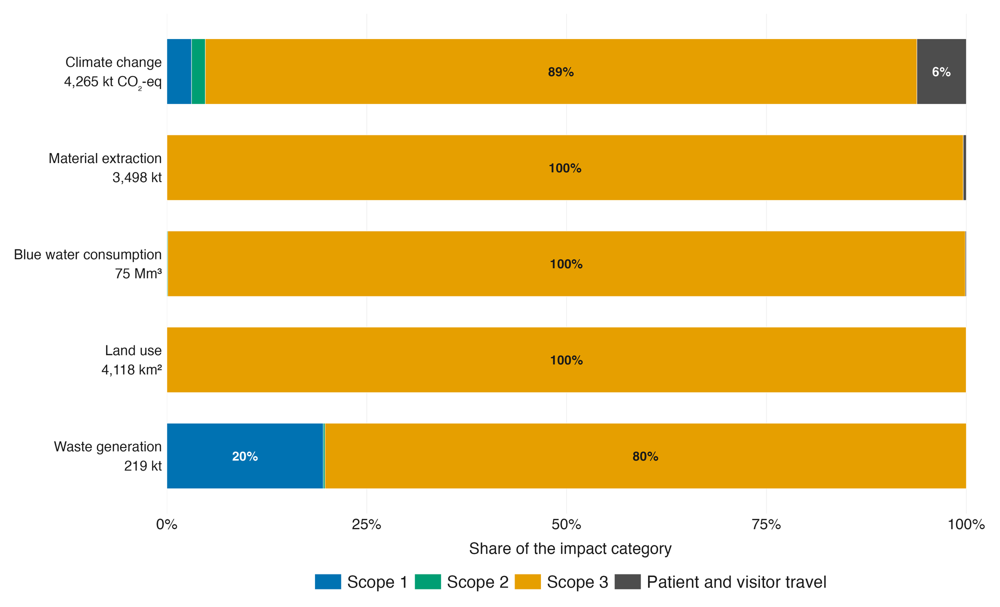 Climate change
4,265 kt CO₂-eq
89%
6%
Material extraction
3,498 kt
100%
Blue water consumption
75 Mm³
100%
Land use
4,118 km²
100%
Waste generation
219 kt
20%
80%
0% 25% 50% 75% 100%
Share of the impact category
Scope 1 Scope 2 Scope 3 Patient and visitor travel